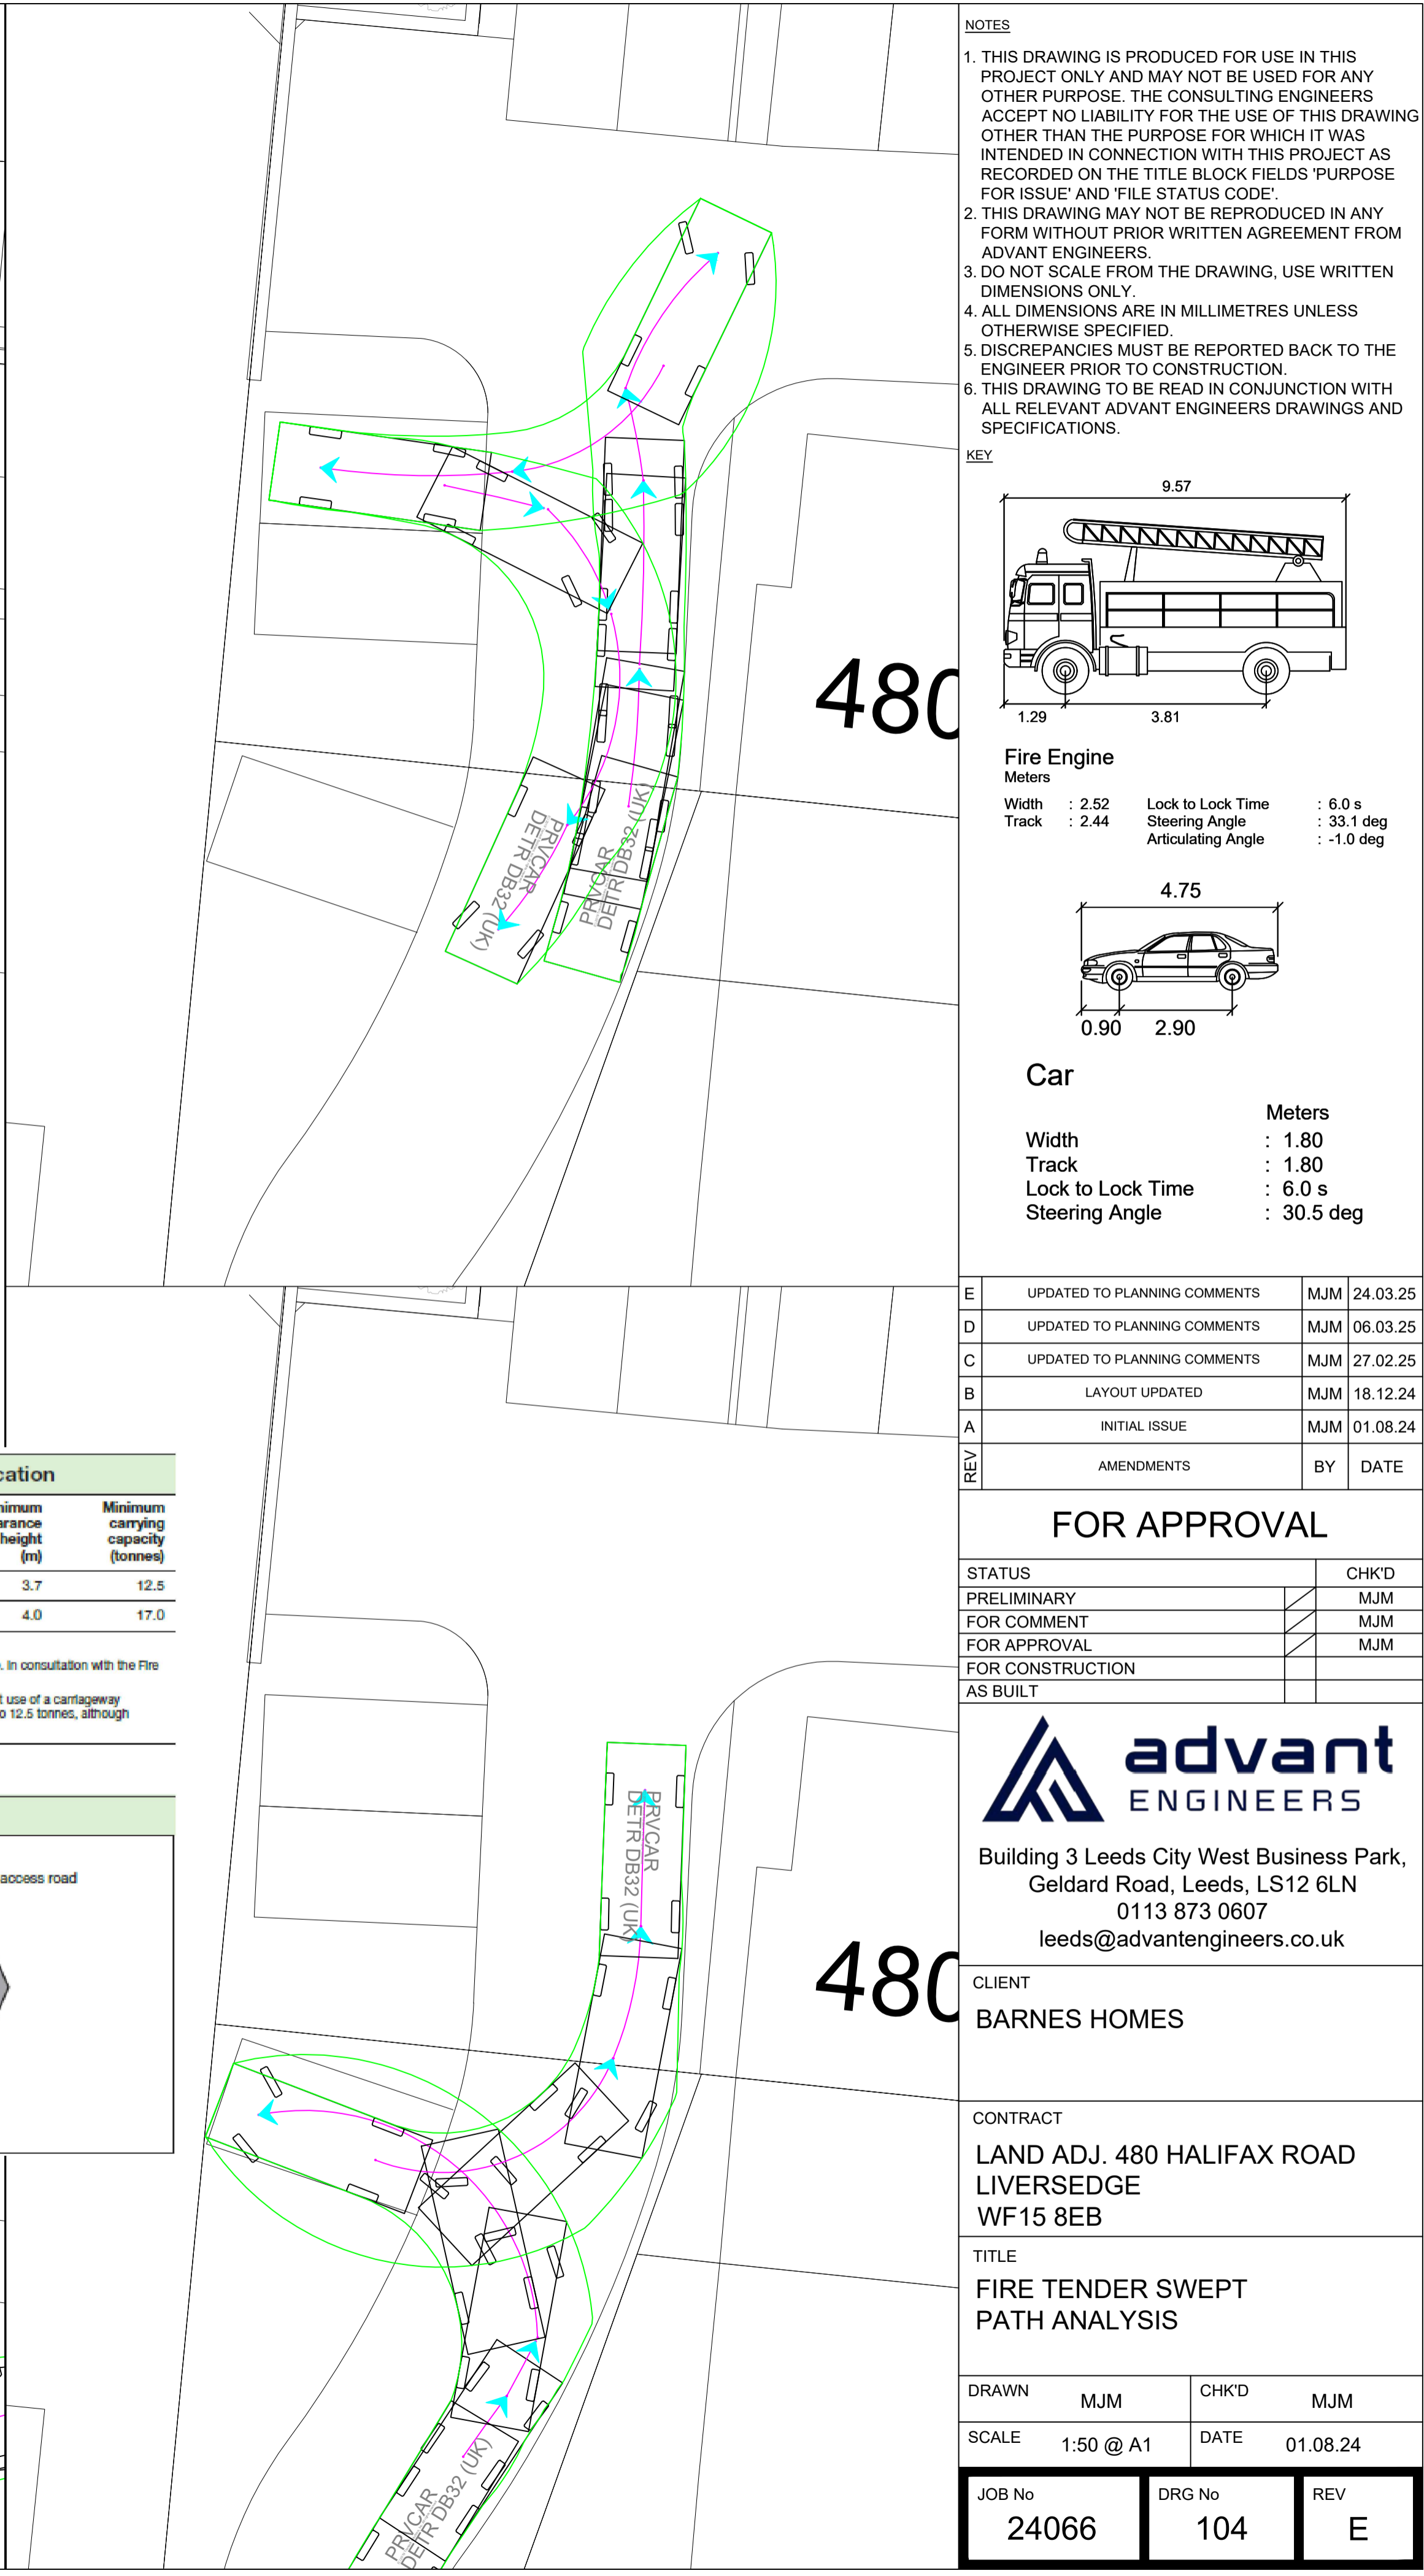 NOTES
1. THIS DRAWING IS PRODUCED FOR USE IN THIS
PROJECT ONLY AND MAY NOT BE USED FOR ANY
OTHER PURPOSE. THE CONSULTING ENGINEERS
ACCEPT NO LIABILITY FOR THE USE OF THIS DRAWING
OTHER THAN THE PURPOSE FOR WHICH IT WAS
INTENDED IN CONNECTION WITH THIS PROJECT AS
RECORDED ON THE TITLE BLOCK FIELDS 'PURPOSE
FOR ISSUE' AND 'FILE STATUS CODE'.
2. THIS DRAWING MAY NOT BE REPRODUCED IN ANY
FORM WITHOUT PRIOR WRITTEN AGREEMENT FROM
ADVANT ENGINEERS.
3. DO NOT SCALE FROM THE DRAWING, USE WRITTEN
DIMENSIONS ONLY.
4. ALL DIMENSIONS ARE IN MILLIMETRES UNLESS
OTHERWISE SPECIFIED.
5. DISCREPANCIES MUST BE REPORTED BACK TO THE
ENGINEER PRIOR TO CONSTRUCTION.
6. THIS DRAWING TO BE READ IN CONJUNCTION WITH
ALL RELEVANT ADVANT ENGINEERS DRAWINGS AND
SPECIFICATIONS.
KEY
9.57
1.29 3.81
Fire Engine
Meters
Width : 2.52 Lock to Lock Time : 6.0 s
Track : 2.44 Steering Angle : 33.1 deg
Articulating Angle : -1.0 deg
4.75
0.90 2.90
Car
Meters
Width : 1.80
Track : 1.80
Lock to Lock Time : 6.0 s
Steering Angle : 30.5 deg
480
PRVCAR
DETR DB32 (UK)
PRVCAR
DETR DB32 (UK)
E UPDATED TO PLANNING COMMENTS MJM 24.03.25
D UPDATED TO PLANNING COMMENTS MJM 06.03.25
C UPDATED TO PLANNING COMMENTS MJM 27.02.25
B LAYOUT UPDATED MJM 18.12.24
A INITIAL ISSUE MJM 01.08.24
REV AMENDMENTS BY DATE
FOR APPROVAL
STATUS CHK'D
PRELIMINARY MJM
FOR COMMENT MJM
FOR APPROVAL MJM
FOR CONSTRUCTION
AS BUILT
advant
ENGINEERS
Building 3 Leeds City West Business Park,
Geldard Road, Leeds, LS12 6LN
0113 873 0607
leeds@advantengineers.co.uk
CLIENT
BARNES HOMES
CONTRACT
LAND ADJ. 480 HALIFAX ROAD
LIVERSEDGE
WF15 8EB
TITLE
FIRE TENDER SWEPT
PATH ANALYSIS
DRAWN MJM CHK'D MJM
SCALE 1:50 @ A1 DATE 01.08.24
JOB No DRG No REV
24066 104 E
Minimum
carrying
height capacity
(m) (tonnes)
3.7 12.5
4.0 17.0
. In consultation with the Fire
use of a carriageway
12.5 tonnes, although
access road
PRVCAR
DETR DB32 (UK)
480
PRVCAR
DETR DB32 (UK)